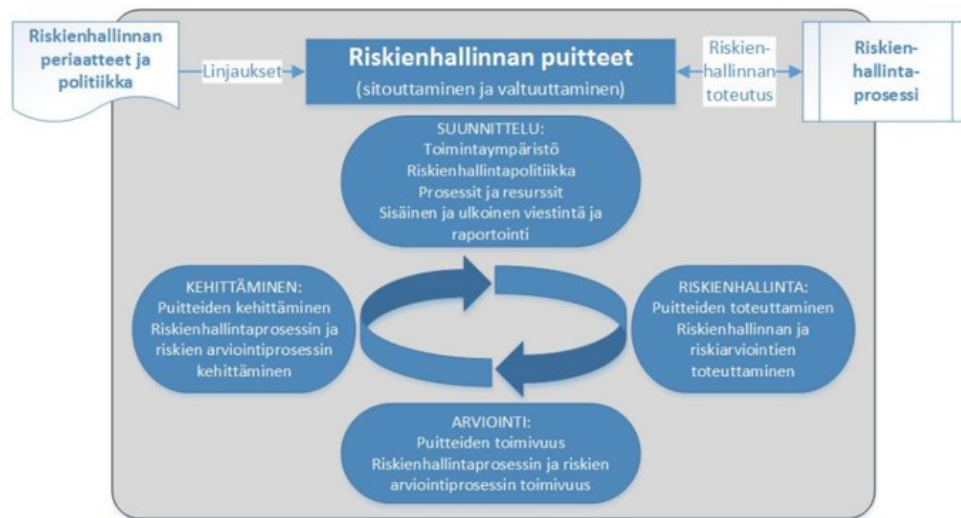 Riskienhallinnan
periaatteet ja
politiikka
Linjaukset
Riskienhallinnan puitteet
(sitouttaminen ja valtuuttaminen)
Riskien-
hallinnan
toteutus
Riskien-
hallinta-
prosessi
SUUNNITTELU:
Toimintaympäristö
Riskienhallintapolitiikka
Prosessit ja resurssit
Sisäinen ja ulkoinen viestintä ja
raportointi
KEHITTÄMINEN:
Puitteiden kehittäminen
Riskienhallintaprosessin ja
riskien arviointiprosessin
kehittäminen
RISKIENHALLINTA:
Puitteiden toteuttaminen
Riskienhallinnan ja
riskiarviointien
toteuttaminen
ARVIOINTI:
Puitteiden toimivuus
Riskienhallintaprosessin ja riskien
arviointiprosessin toimivuus